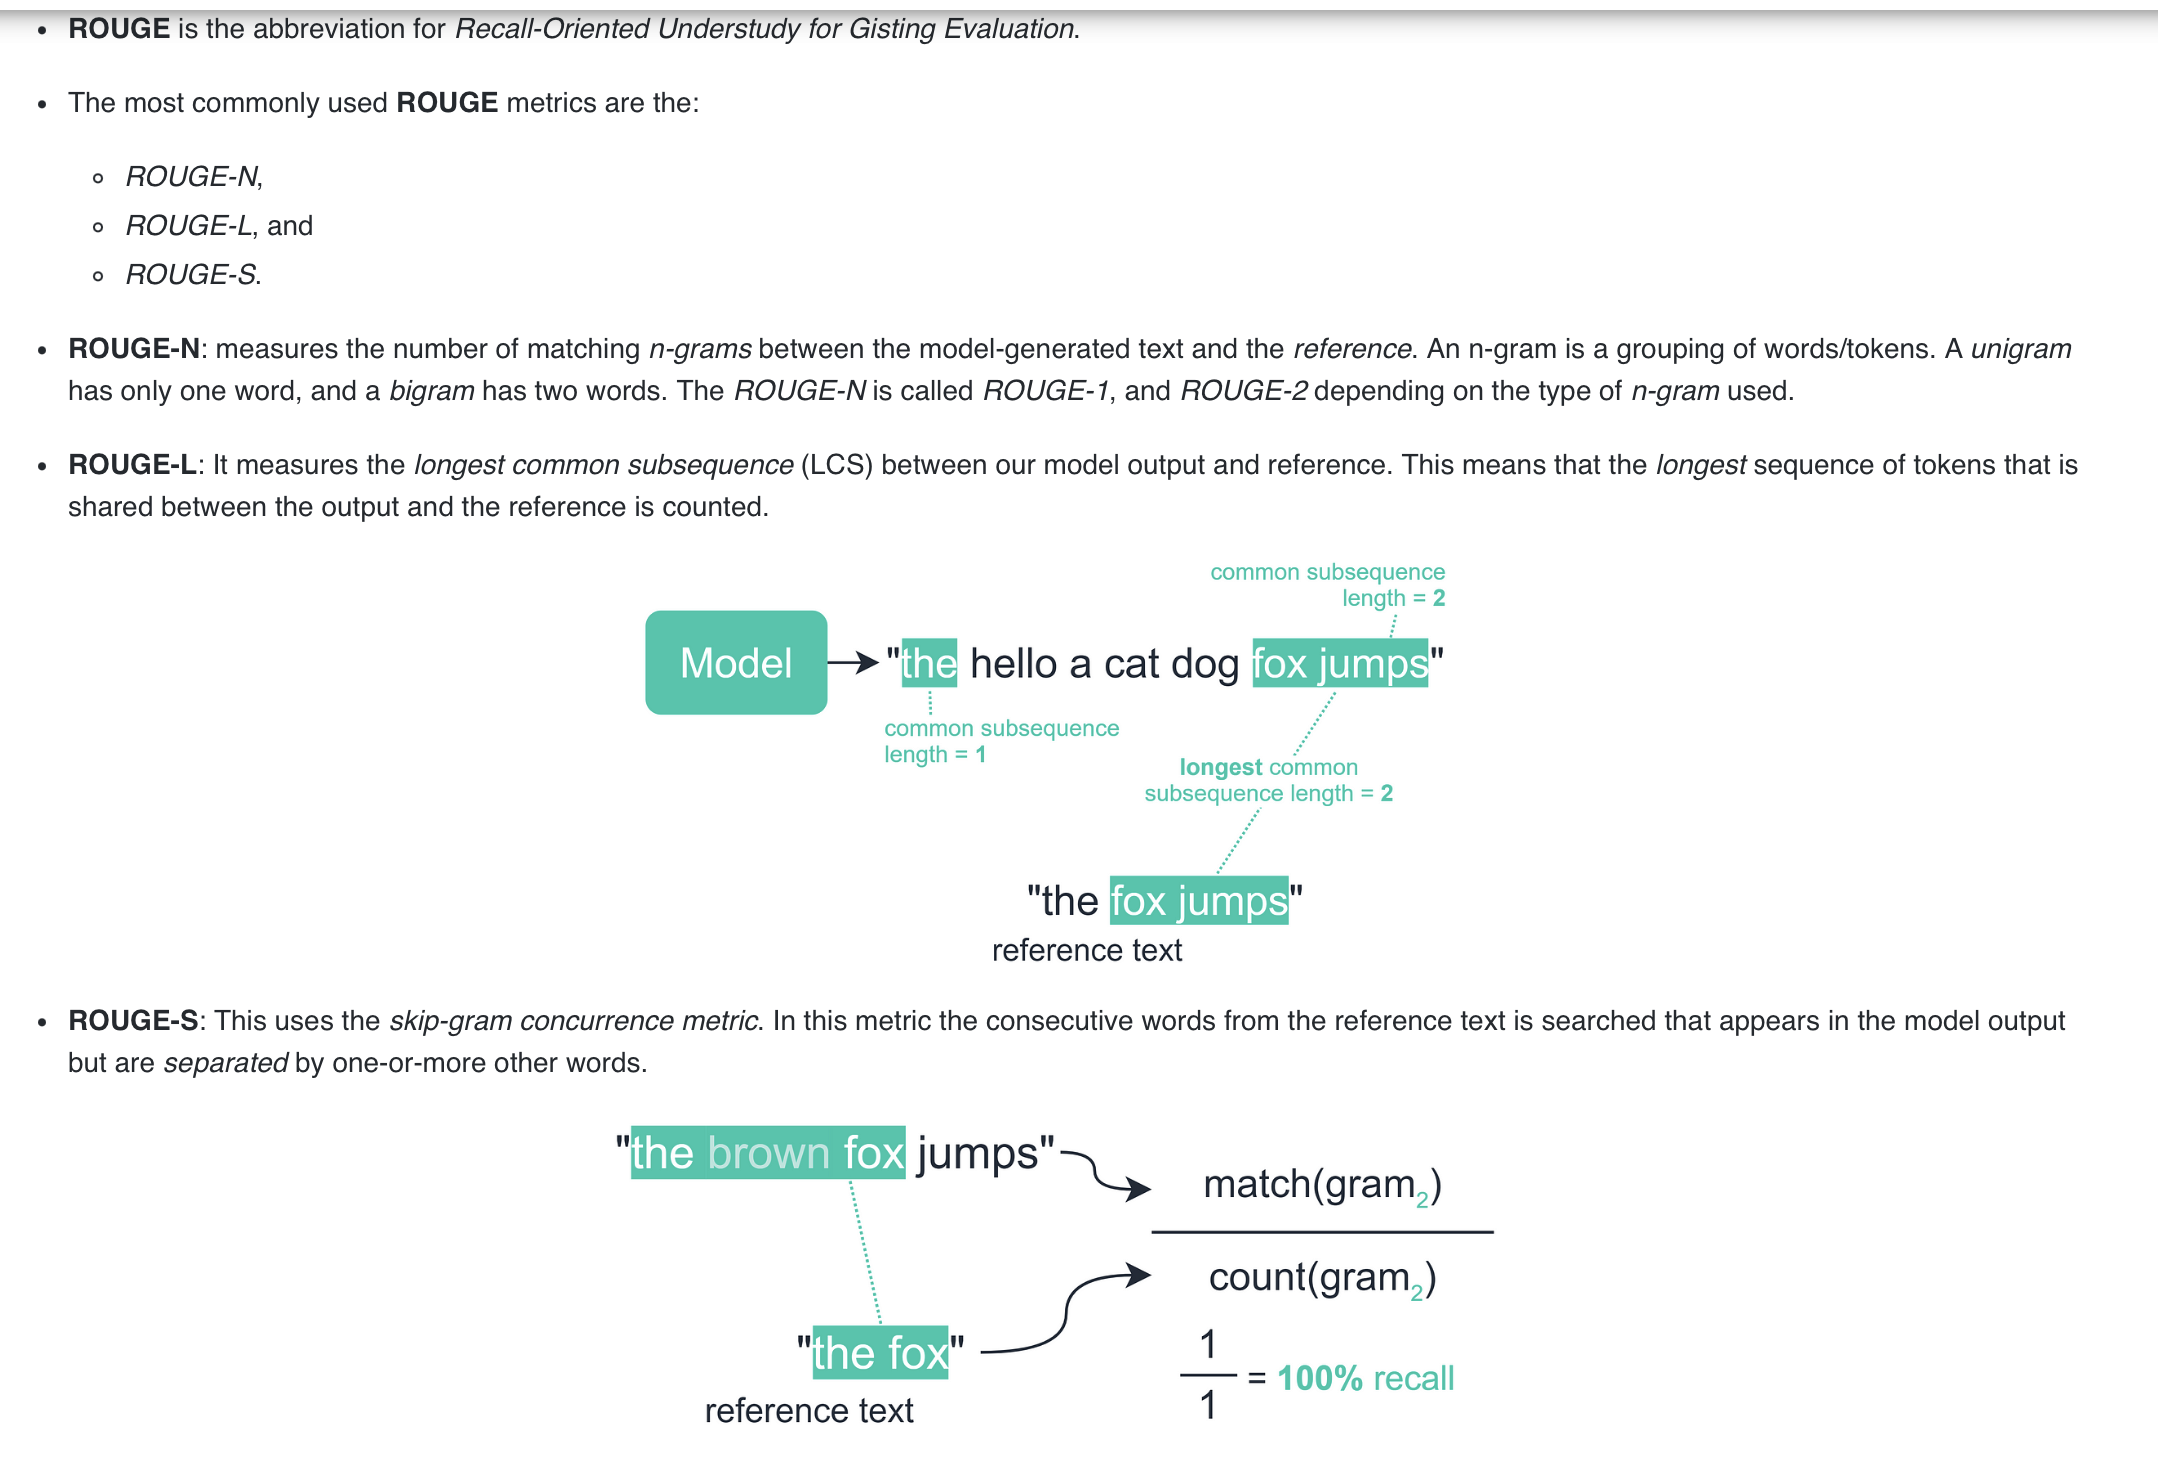 ROUGE is the abbreviation for Recall-Oriented Understudy for Gisting Evaluation.
The most commonly used ROUGE metrics are the:
ROUGE-N,
ROUGE-L, and
ROUGE-S.
ROUGE-N: measures the number of matching n-grams between the model-generated text and the reference. An n-gram is a grouping of words/tokens. A unigram
has only one word, and a bigram has two words. The ROUGE-N is called ROUGE-1, and ROUGE-2 depending on the type of n-gram used.
ROUGE-L: It measures the longest common subsequence (LCS) between our model output and reference. This means that the longest sequence of tokens that is
shared between the output and the reference is counted.
common subsequence
length = 2
Model
"the hello a cat dog fox jumps"
common subsequence
length = 1
longest common
subsequence length = 2
"the fox jumps"
reference text
ROUGE-S: This uses the skip-gram concurrence metric. In this metric the consecutive words from the reference text is searched that appears in the model output
but are separated by one-or-more other words.
"the brown fox jumps"
match(gram₂)
count(gram₂)
"the fox"
reference text
1
1
= 100% recall